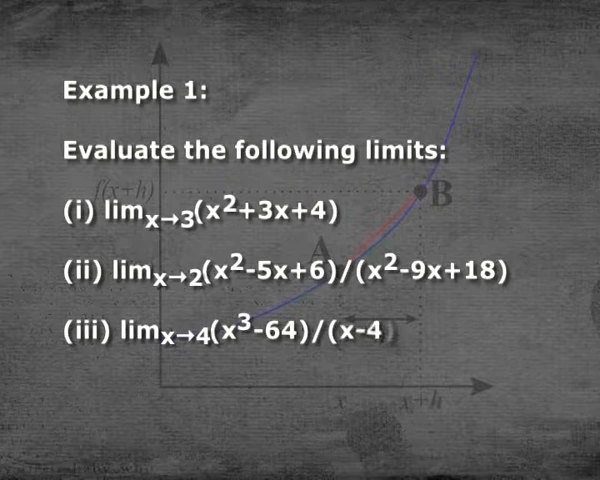 Example 1:
Evaluate the following limits:
f(x+h)
B
(i) limₓ→₃(x²+3x+4)
A
(ii) limₓ→₂(x²-5x+6)/(x²-9x+18)
(iii) limₓ→₄(x³-64)/(x-4)
x
x+h